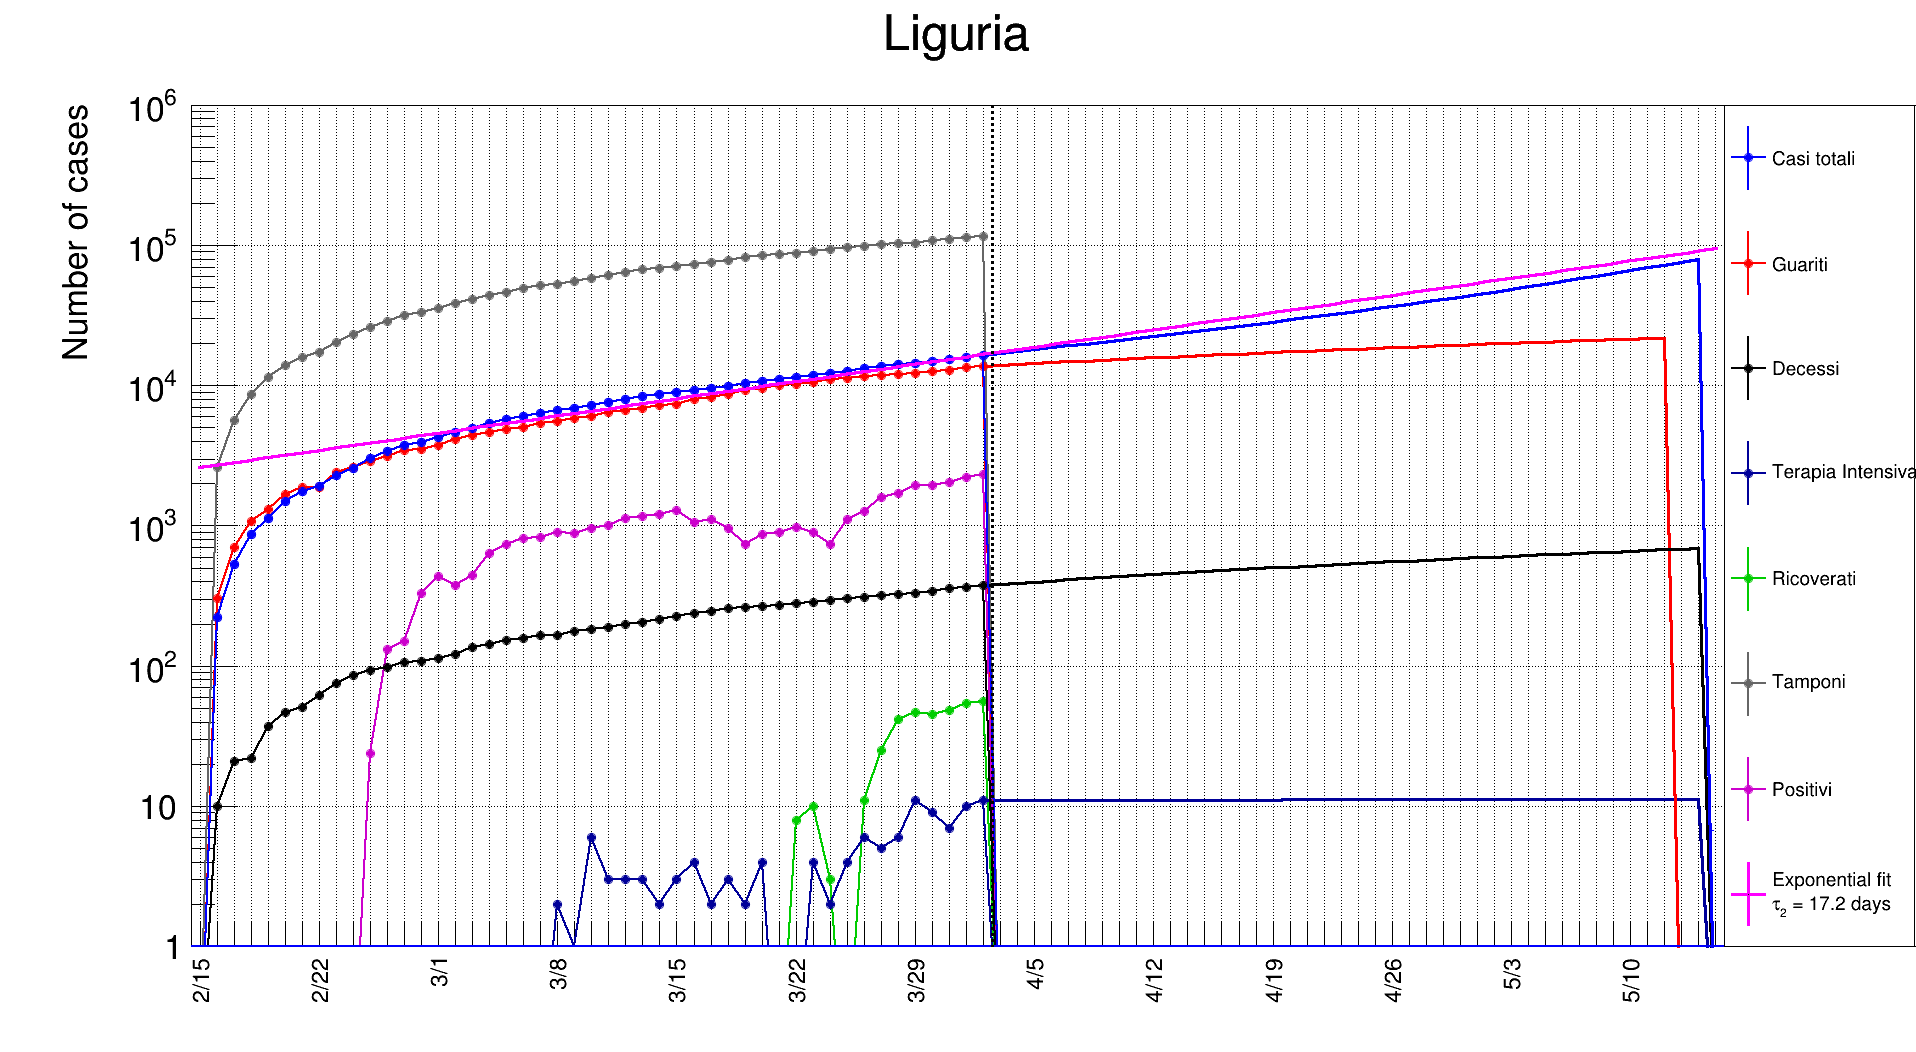 Liguria
Number of cases
10^6
10^5
10^4
10^3
10^2
10
1
2/15
2/22
3/1
3/8
3/15
3/22
3/29
4/5
4/12
4/19
4/26
5/3
5/10
Casi totali
Guariti
Decessi
Terapia Intensiva
Ricoverati
Tamponi
Positivi
Exponential fit
τ_2 = 17.2 days